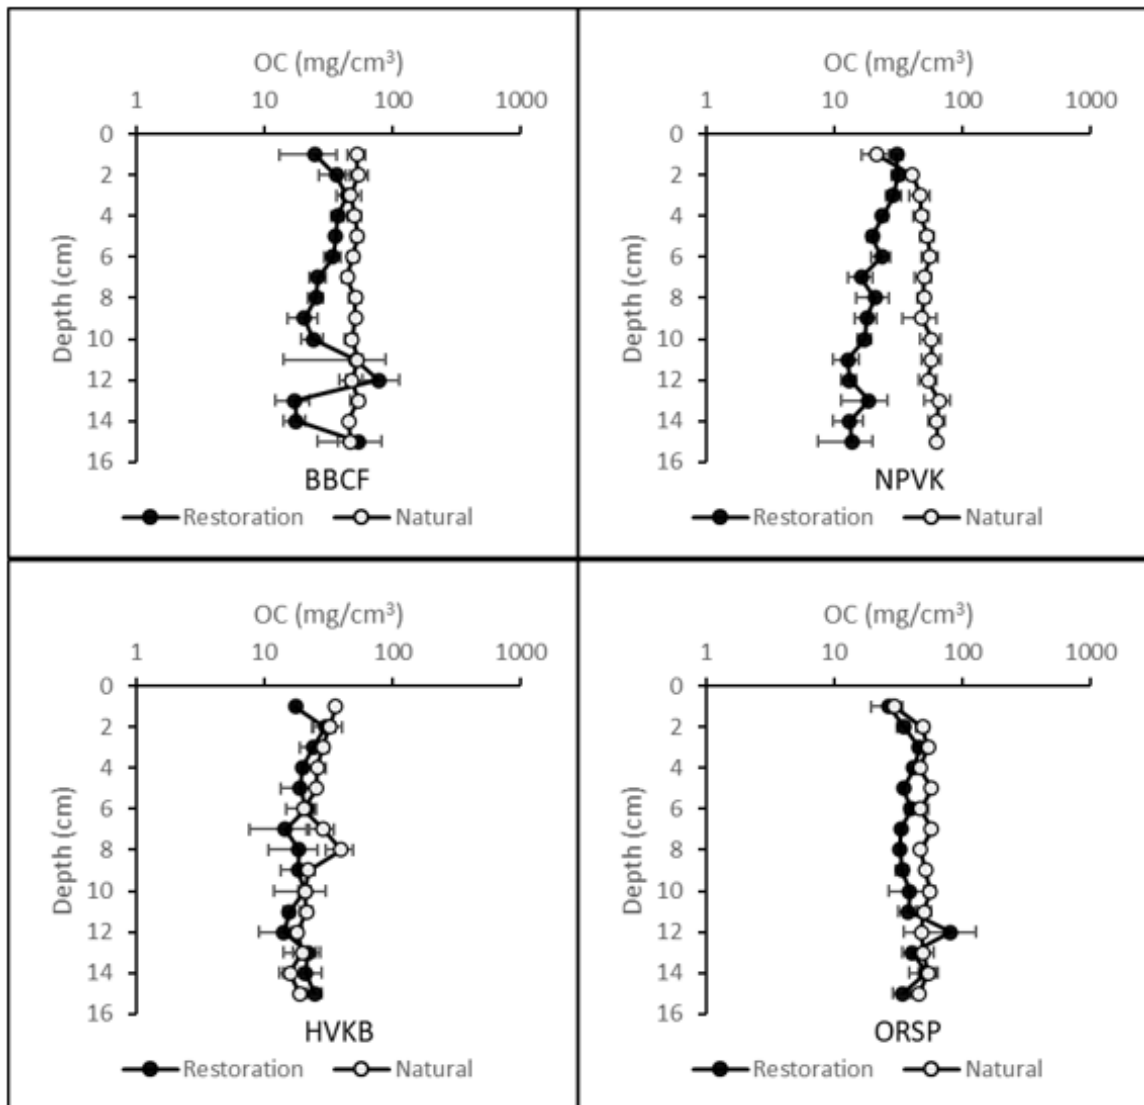 OC (mg/cm³)
1 10 100 1000
0
2
4
6
8
10
12
14
16
Depth (cm)
BBCF
Restoration Natural
OC (mg/cm³)
1 10 100 1000
0
2
4
6
8
10
12
14
16
Depth (cm)
NPVK
Restoration Natural
OC (mg/cm³)
1 10 100 1000
0
2
4
6
8
10
12
14
16
Depth (cm)
HVKB
Restoration Natural
OC (mg/cm³)
1 10 100 1000
0
2
4
6
8
10
12
14
16
Depth (cm)
ORSP
Restoration Natural